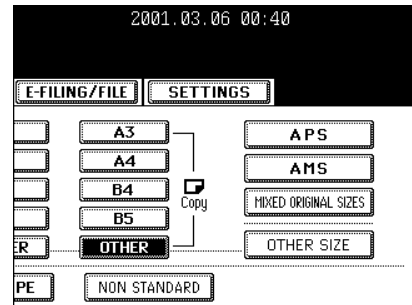 2001.03.06 00:40
E-FILING/FILE SETTINGS
A3 APS
A4 AMS
B4 Copy MIXED ORIGINAL SIZES
B5
ER OTHER OTHER SIZE
PE NON STANDARD